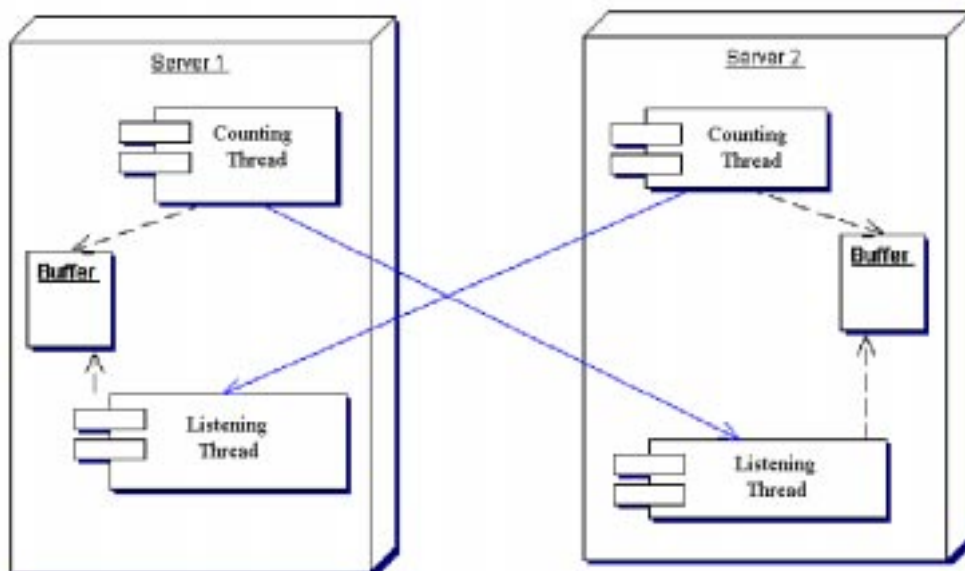 Server 1
Counting
Thread
Buffer
Listening
Thread
Server 2
Counting
Thread
Buffer
Listening
Thread